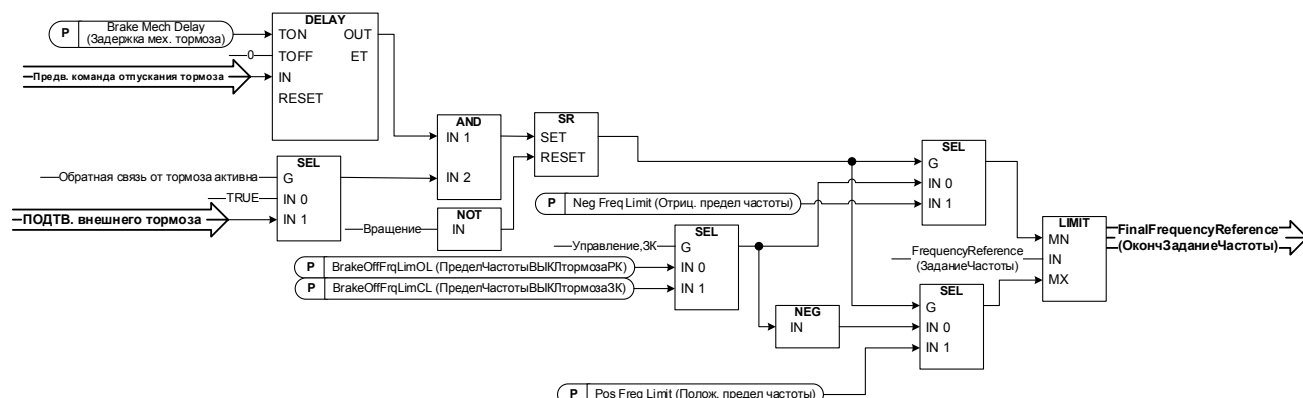 DELAY
P
Brake Mech Delay
(Задержка мех. тормоза)
TON
OUT
0
TOFF
ET
Предв. команда отпускания тормоза
IN
RESET
AND
IN 1
IN 2
SR
SET
RESET
SEL
Обратная связь от тормоза активна
G
TRUE
IN 0
ПОДТВ. внешнего тормоза
IN 1
NOT
Вращение
IN
SEL
G
IN 0
IN 1
P
Neg Freq Limit (Отриц. предел частоты)
SEL
Управление,ЗК
G
P
BrakeOffFrqLimOL (ПределЧастотыВЫКЛтормозаРК)
IN 0
P
BrakeOffFrqLimCL (ПределЧастотыВЫКЛтормозаЗК)
IN 1
LIMIT
MN
FrequencyReference
(ЗаданиеЧастоты)
IN
MX
FinalFrequencyReference
(ОкончЗаданиеЧастоты)
NEG
IN
SEL
G
IN 0
IN 1
P
Pos Freq Limit (Полож. предел частоты)